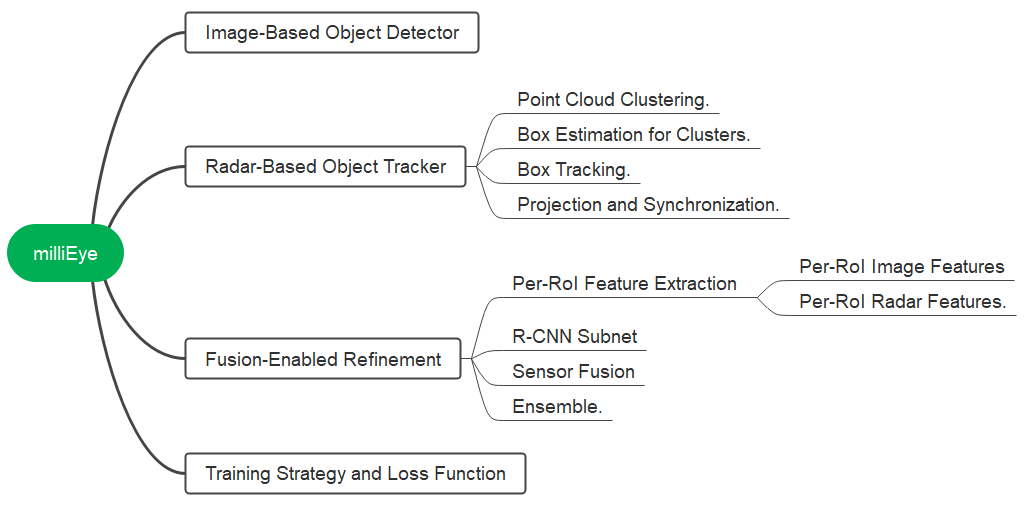 milliEye
Image-Based Object Detector
Radar-Based Object Tracker
Point Cloud Clustering.
Box Estimation for Clusters.
Box Tracking.
Projection and Synchronization.
Fusion-Enabled Refinement
Per-RoI Feature Extraction
Per-RoI Image Features
Per-RoI Radar Features.
R-CNN Subnet
Sensor Fusion
Ensemble.
Training Strategy and Loss Function